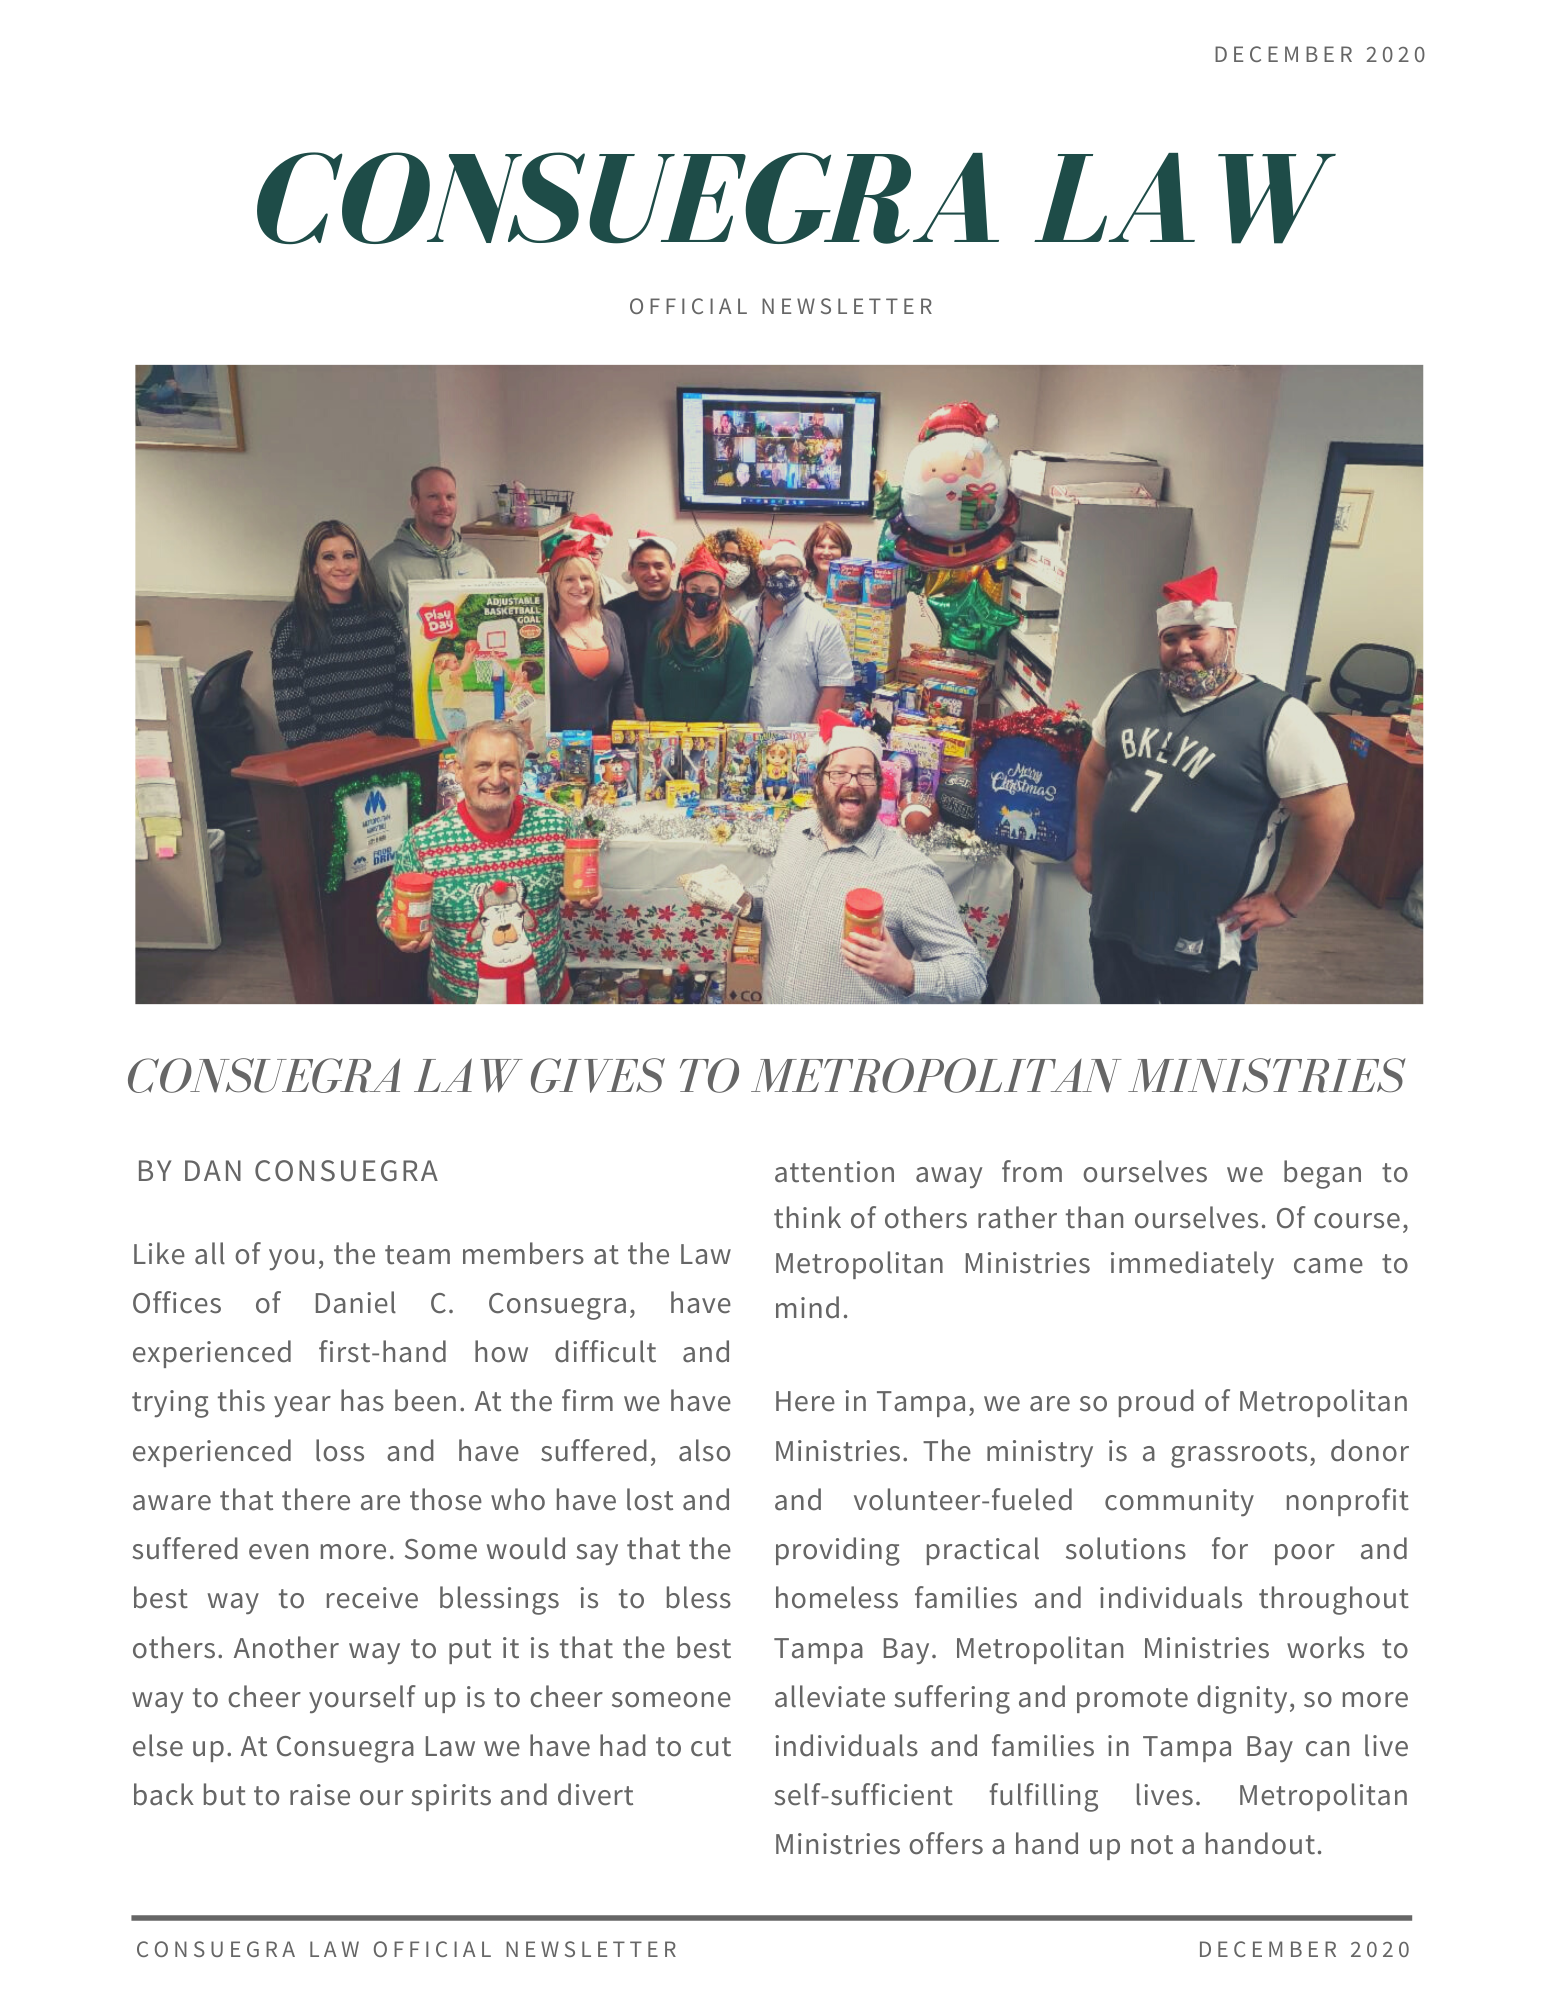 DECEMBER 2020
CONSUEGRA LAW
OFFICIAL NEWSLETTER
Play
Day
ADJUSTABLE
BASKETBALL
GOAL
BKLYN
7
Merry
Christmas
METROPOLITAN
MINISTRIES
FOOD
DRIVE
CO
CONSUEGRA LAW GIVES TO METROPOLITAN MINISTRIES
BY DAN CONSUEGRA
Like all of you, the team members at the Law
Offices of Daniel C. Consuegra, have
experienced first-hand how difficult and
trying this year has been. At the firm we have
experienced loss and have suffered, also
aware that there are those who have lost and
suffered even more. Some would say that the
best way to receive blessings is to bless
others. Another way to put it is that the best
way to cheer yourself up is to cheer someone
else up. At Consuegra Law we have had to cut
back but to raise our spirits and divert
attention away from ourselves we began to
think of others rather than ourselves. Of course,
Metropolitan Ministries immediately came to
mind.
Here in Tampa, we are so proud of Metropolitan
Ministries. The ministry is a grassroots, donor
and volunteer-fueled community nonprofit
providing practical solutions for poor and
homeless families and individuals throughout
Tampa Bay. Metropolitan Ministries works to
alleviate suffering and promote dignity, so more
individuals and families in Tampa Bay can live
self-sufficient fulfilling lives. Metropolitan
Ministries offers a hand up not a handout.
CONSUEGRA LAW OFFICIAL NEWSLETTER
DECEMBER 2020